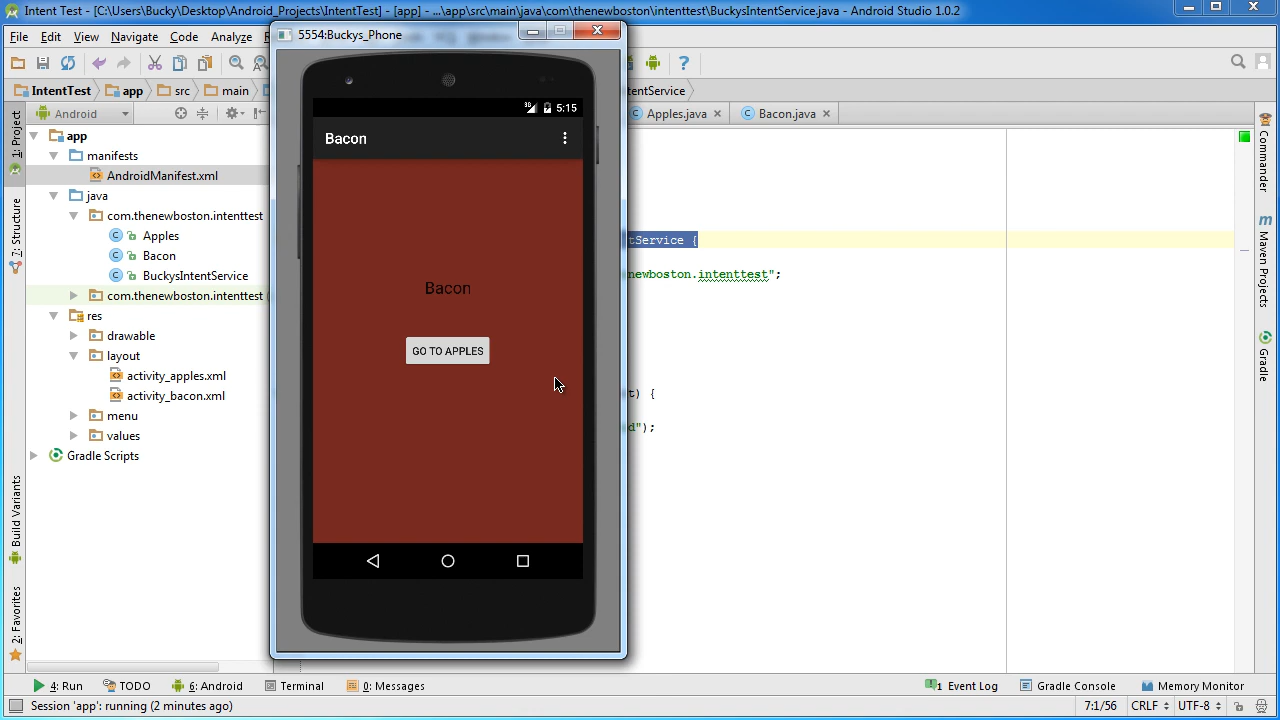 Intent Test - [C:\Users\Bucky\Desktop\Android_Projects\IntentTest] - [app] - ...\app\src\main\java\com\thenewboston\intenttest\BuckysIntentService.java - Android Studio 1.0.2
File Edit View Navigate Code Analyze
5554:Buckys_Phone
IntentTest app src main
ntentService
Android
Apples.java Bacon.java
1: Project
7: Structure
Build Variants
2: Favorites
app
manifests
AndroidManifest.xml
java
com.thenewboston.intenttest
Apples
Bacon
BuckysIntentService
com.thenewboston.intenttest (
res
drawable
layout
activity_apples.xml
activity_bacon.xml
menu
values
Gradle Scripts
3G 5:15
Bacon
Bacon
GO TO APPLES
tService {
newboston.intenttest";
t) {
d");
Commander
Maven Projects
Gradle
4: Run TODO 6: Android Terminal 0: Messages 1 Event Log Gradle Console Memory Monitor
Session 'app': running (2 minutes ago) 7:1/56 CRLF UTF-8